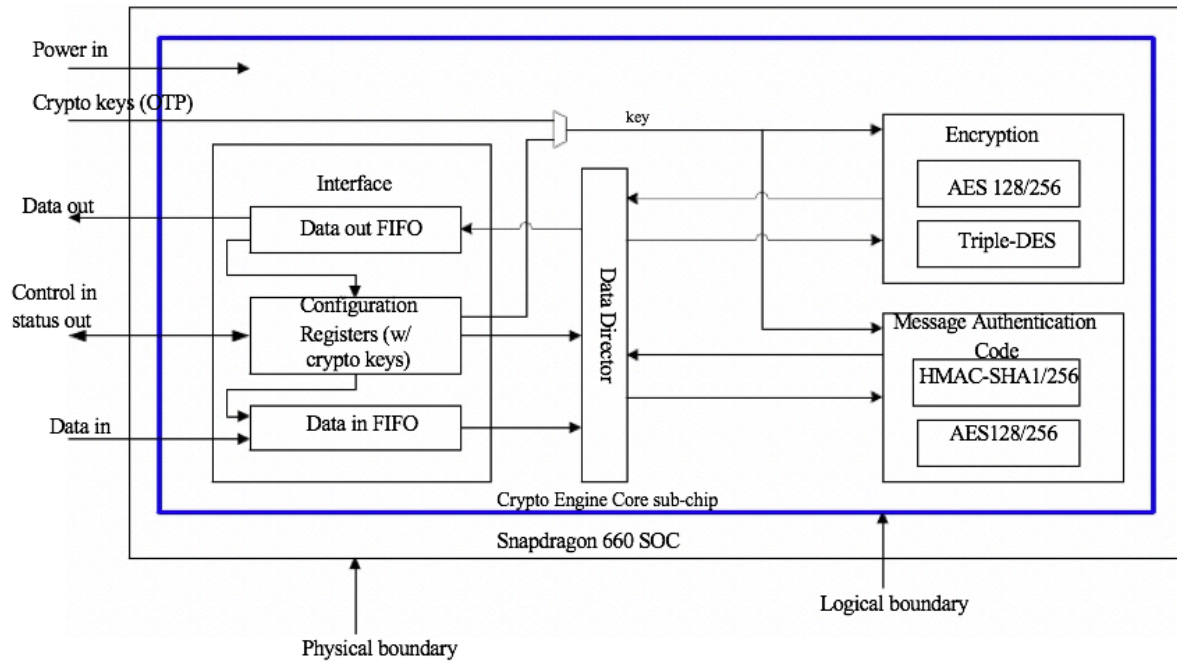 Power in
Crypto keys (OTP)
key
Encryption
AES 128/256
Triple-DES
Interface
Data out
Data out FIFO
Control in
status out
Configuration
Registers (w/
crypto keys)
Data Director
Message Authentication
Code
HMAC-SHA1/256
AES128/256
Data in
Data in FIFO
Crypto Engine Core sub-chip
Snapdragon 660 SOC
Logical boundary
Physical boundary